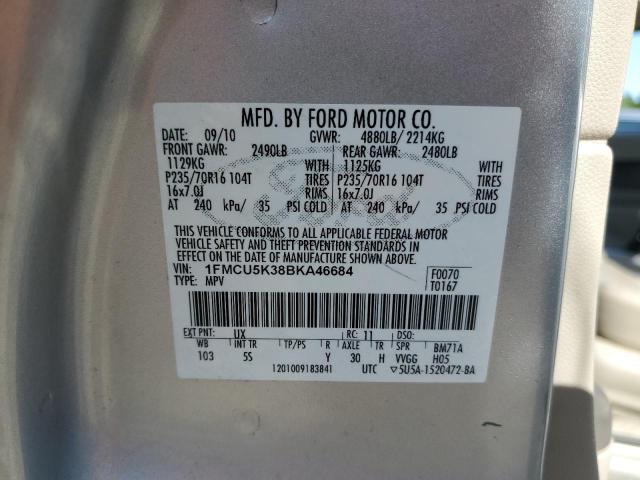 MFD. BY FORD MOTOR CO.
DATE: 09/10 GVWR: 4880LB/ 2214KG
FRONT GAWR: 2490LB REAR GAWR: 2480LB
1129KG WITH 1125KG WITH
P235/70R16 104T TIRES P235/70R16 104T TIRES
16x7.0J RIMS 16x7.0J RIMS
AT 240 kPa/ 35 PSI COLD AT 240 kPa/ 35 PSI COLD
THIS VEHICLE CONFORMS TO ALL APPLICABLE FEDERAL MOTOR
VEHICLE SAFETY AND THEFT PREVENTION STANDARDS IN
EFFECT ON THE DATE OF MANUFACTURE SHOWN ABOVE.
VIN: 1FMCU5K38BKA46684 F0070
TYPE: MPV T0167
EXT PNT: UX RC: 11 DSO:
WB INT TR TP/PS R AXLE TR SPR BM71A
103 5S Y 30 H VVGG H05
1201009183841 UTC ▽5U5A-1520472-BA